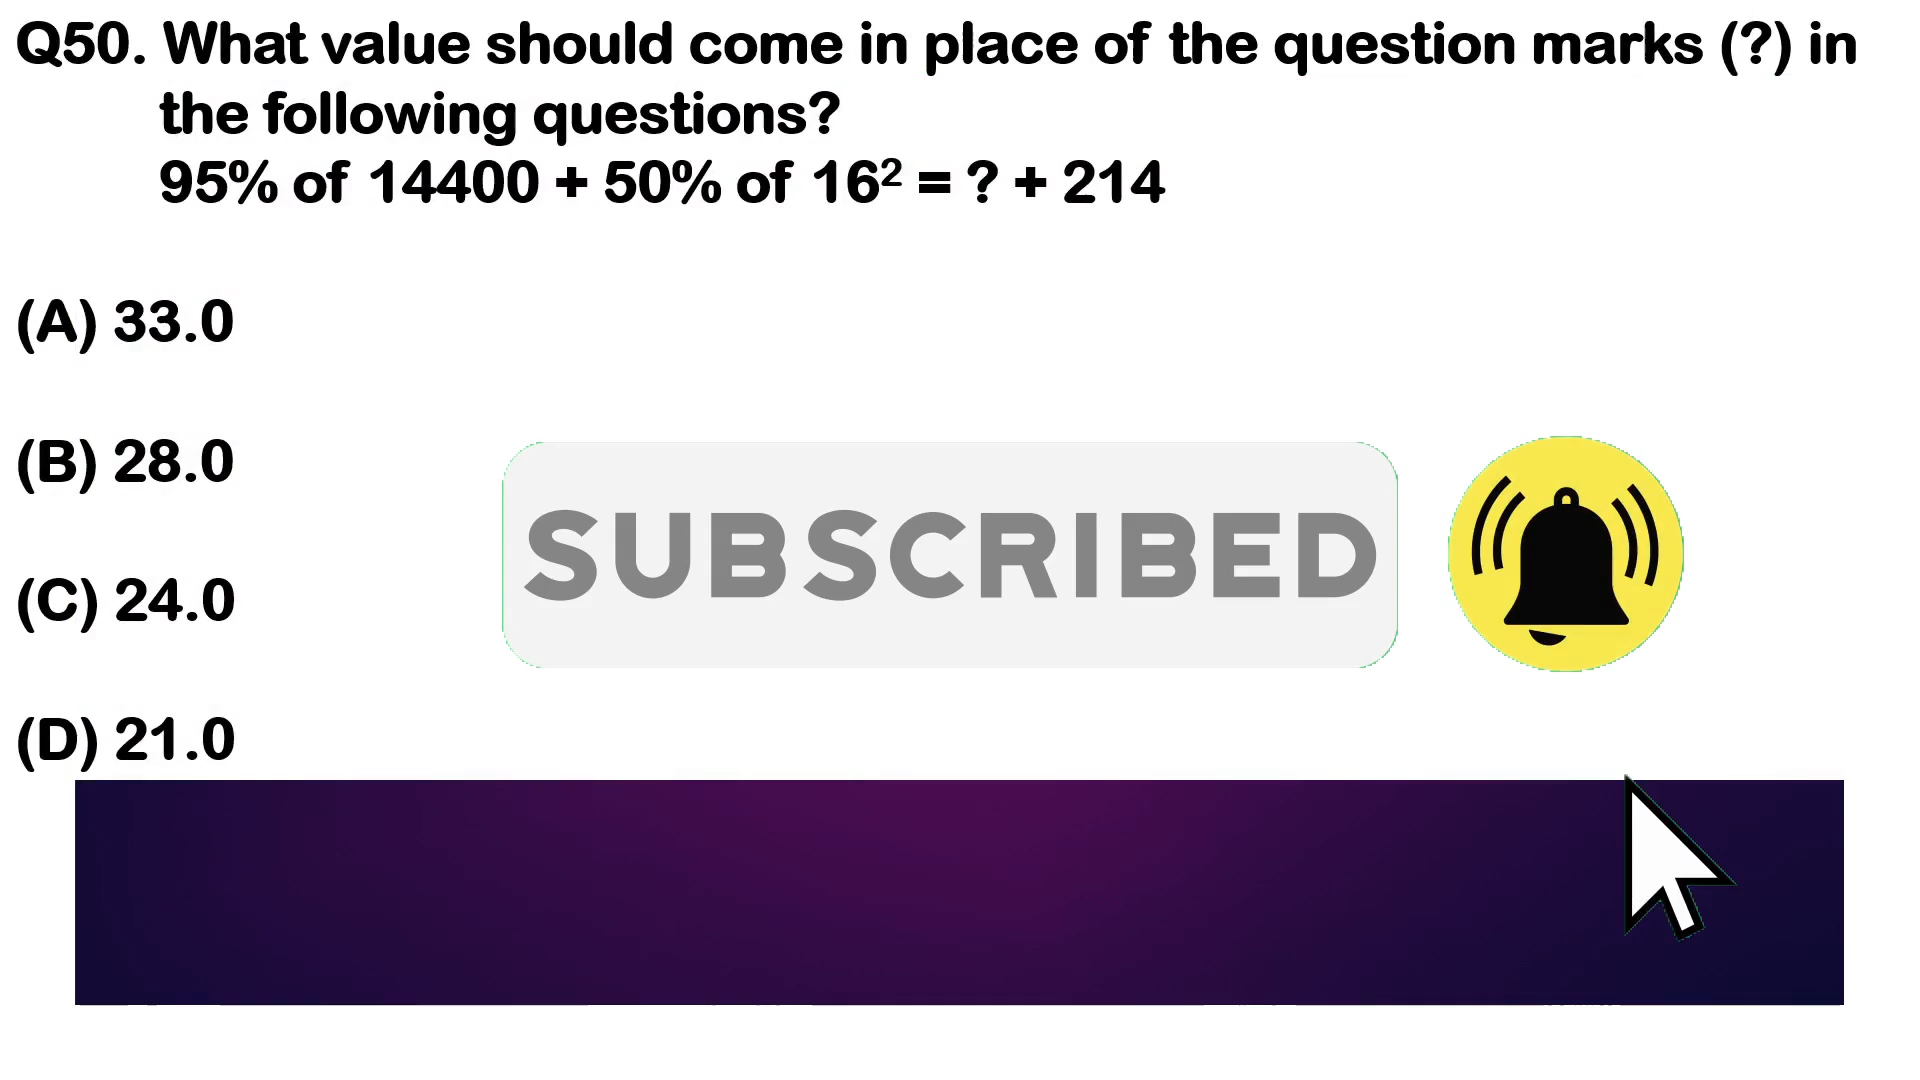 Q50. What value should come in place of the question marks (?) in
the following questions?
95% of 14400 + 50% of 16² = ? + 214
(A) 33.0
(B) 28.0
(C) 24.0
(D) 21.0
SUBSCRIBED